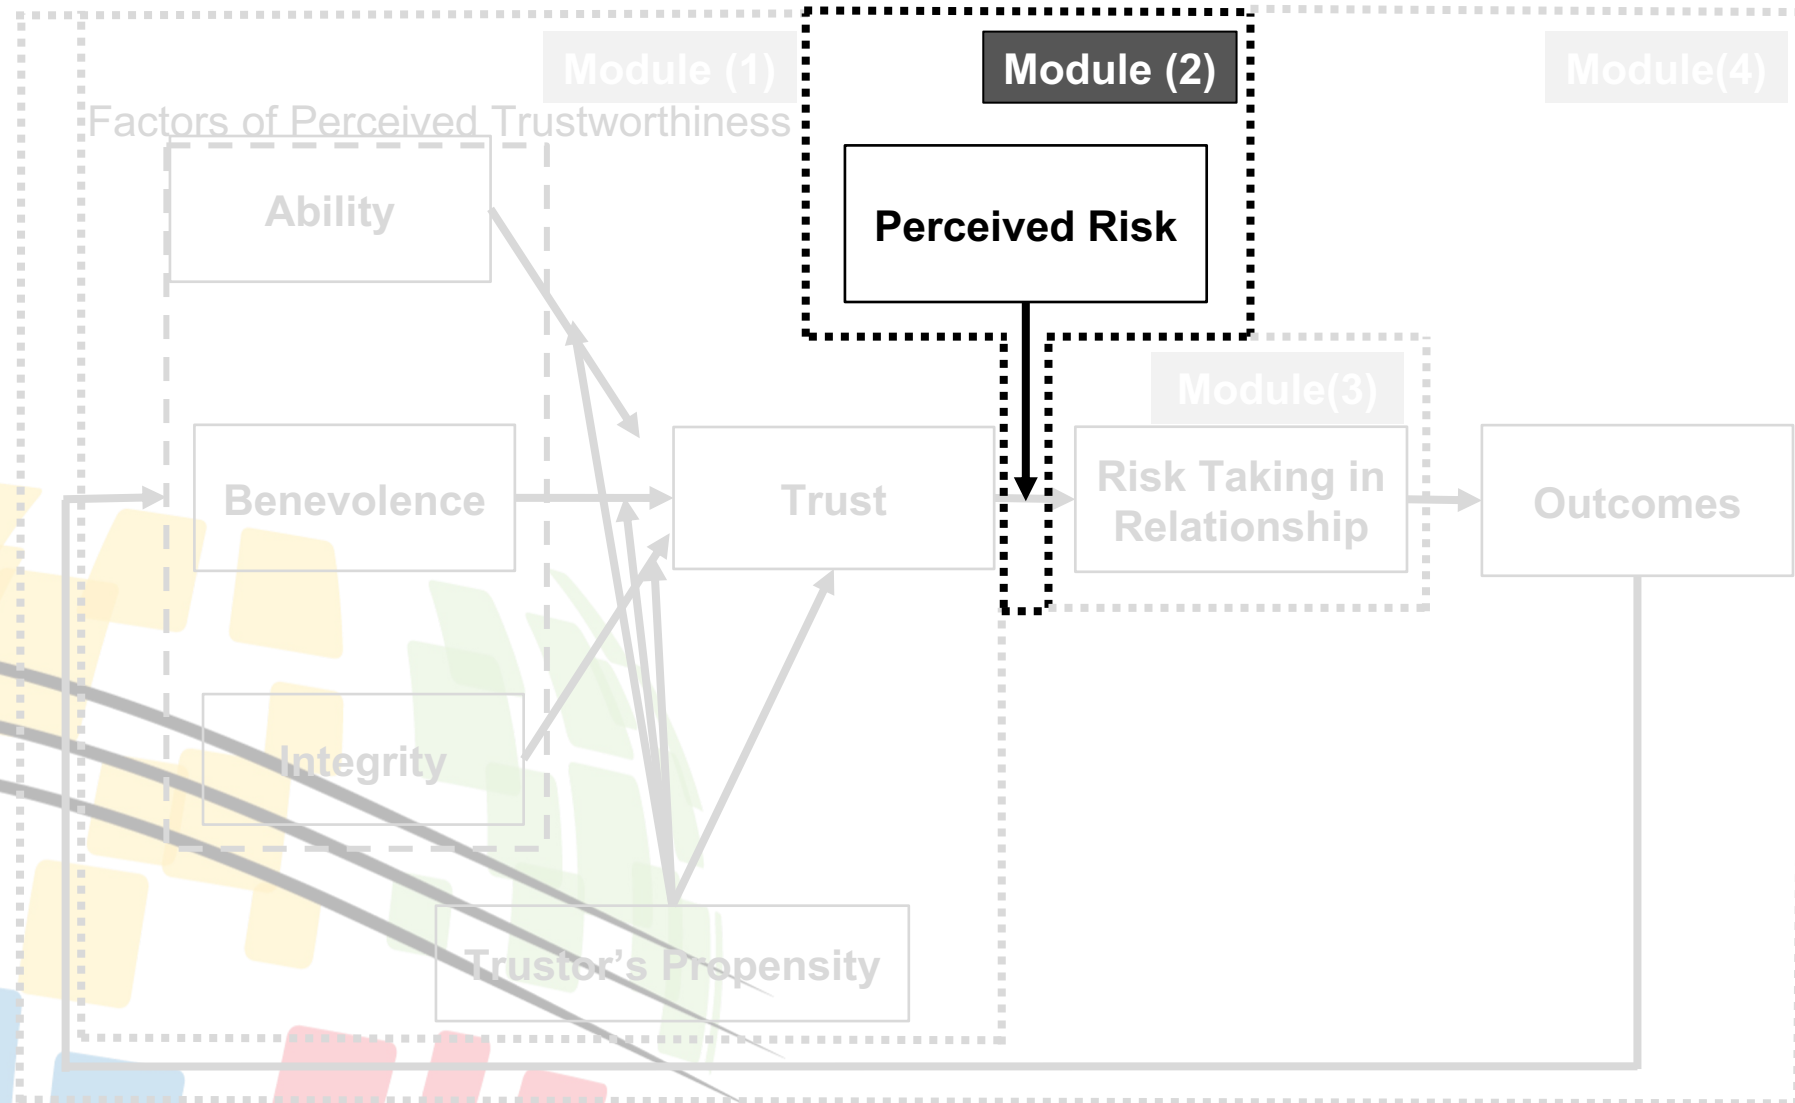 Module (1)
Module (2)
Module(4)
Factors of Perceived Trustworthiness
Ability
Perceived Risk
Module(3)
Benevolence
Trust
Risk Taking in
Relationship
Outcomes
Integrity
Trustor’s Propensity